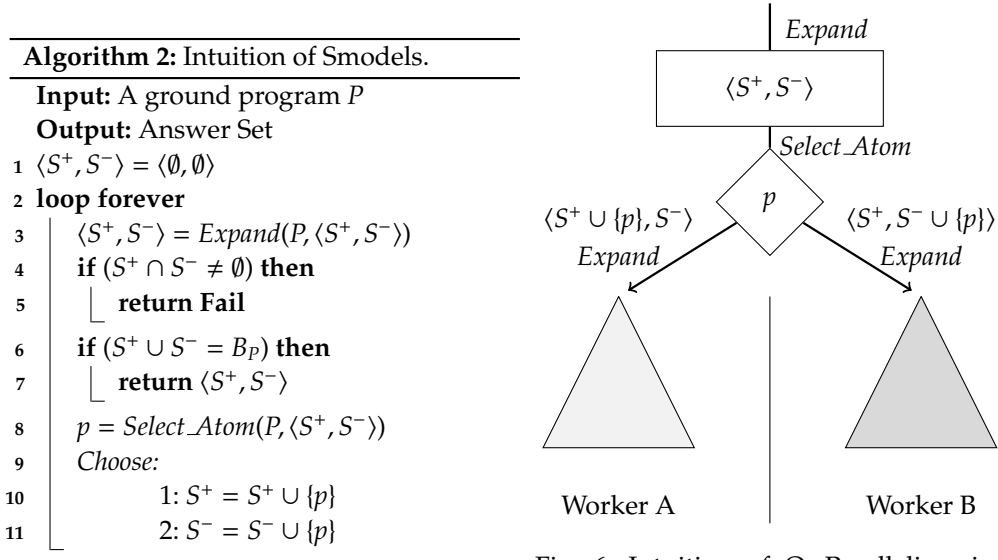 Algorithm 2: Intuition of Smodels.
Input: A ground program P
Output: Answer Set
1 ⟨S⁺, S⁻⟩ = ⟨∅, ∅⟩
2 loop forever
3 ⟨S⁺, S⁻⟩ = Expand(P, ⟨S⁺, S⁻⟩)
4 if (S⁺ ∩ S⁻ ≠ ∅) then
5 return Fail
6 if (S⁺ ∪ S⁻ = B_P) then
7 return ⟨S⁺, S⁻⟩
8 p = Select_Atom(P, ⟨S⁺, S⁻⟩)
9 Choose:
10 1: S⁺ = S⁺ ∪ {p}
11 2: S⁻ = S⁻ ∪ {p}
Expand
⟨S⁺, S⁻⟩
Select_Atom
p
⟨S⁺ ∪ {p}, S⁻⟩ ⟨S⁺, S⁻ ∪ {p}⟩
Expand Expand
Worker A Worker B